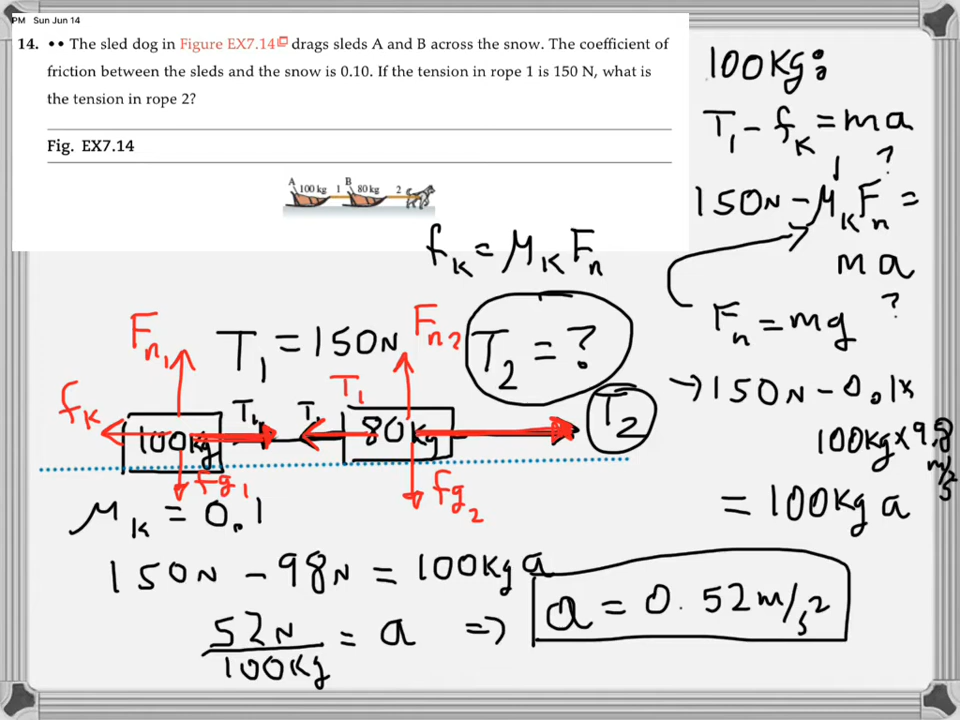 PM Sun Jun 14
14. •• The sled dog in Figure EX7.14 drags sleds A and B across the snow. The coefficient of
friction between the sleds and the snow is 0.10. If the tension in rope 1 is 150 N, what is
the tension in rope 2?
Fig. EX7.14
A 100 kg 1 B 80 kg 2
100Kg:
T₁ - fK = ma
?
150N - μK Fn =
ma
?
Fn = mg
→ 150N - 0.1x
100Kg x 9.8 m/s²
= 100Kg a
fK = μK Fn
Fn₁
T₁ = 150N
Fn₂
T₂ = ?
fK
100Kg
T₁
T₁
T₁
80Kg
T₂
fg₁
fg₂
μK = 0.1
150N - 98N = 100Kg a
52N / 100Kg = a ⇒ a = 0.52m/s²